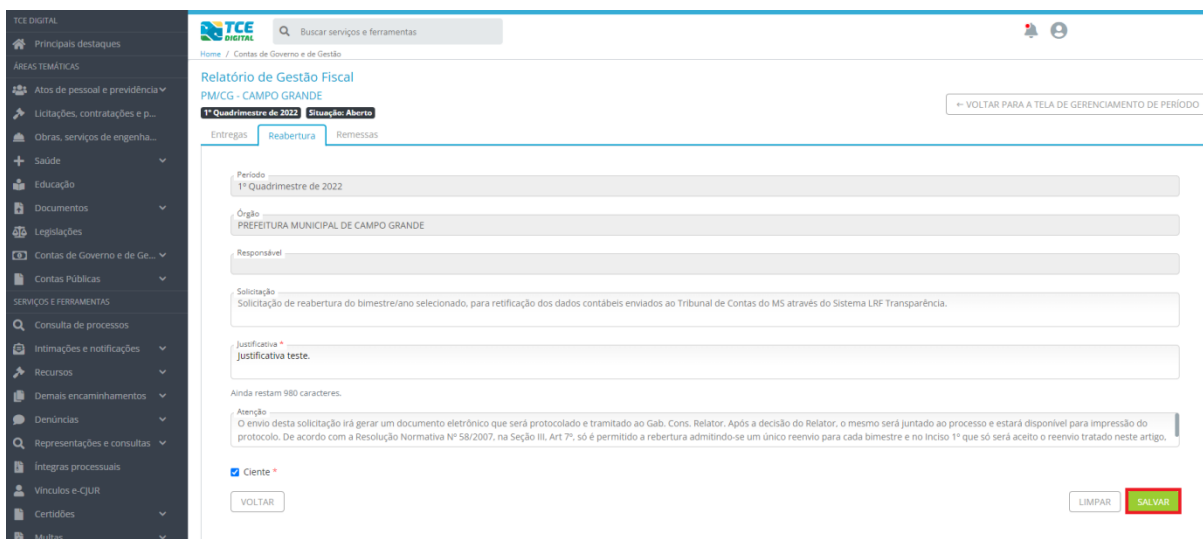 TCE DIGITAL
Principais destaques
ÁREAS TEMÁTICAS
Atos de pessoal e previdência
Licitações, contratações e p...
Obras, serviços de engenha...
Saúde
Educação
Documentos
Legislações
Contas de Governo e de Ge...
Contas Públicas
SERVIÇOS E FERRAMENTAS
Consulta de processos
Intimações e notificações
Recursos
Demais encaminhamentos
Denúncias
Representações e consultas
Íntegras processuais
Vínculos e-CJUR
Certidões
Multas
TCE
DIGITAL
Buscar serviços e ferramentas
Home / Contas de Governo e de Gestão
Relatório de Gestão Fiscal
PM/CG - CAMPO GRANDE
1º Quadrimestre de 2022 Situação: Aberto
← VOLTAR PARA A TELA DE GERENCIAMENTO DE PERÍODO
Entregas Reabertura Remessas
Período
1º Quadrimestre de 2022
Órgão
PREFEITURA MUNICIPAL DE CAMPO GRANDE
Responsável
Solicitação
Solicitação de reabertura do bimestre/ano selecionado, para retificação dos dados contábeis enviados ao Tribunal de Contas do MS através do Sistema LRF Transparência.
Justificativa *
Justificativa teste.
Ainda restam 980 caracteres.
Atenção
O envio desta solicitação irá gerar um documento eletrônico que será protocolado e tramitado ao Gab. Cons. Relator. Após a decisão do Relator, o mesmo será juntado ao processo e estará disponível para impressão do
protocolo. De acordo com a Resolução Normativa Nº 58/2007, na Seção III, Art 7º, só é permitido a rebertura admitindo-se um único reenvio para cada bimestre e no Inciso 1º que só será aceito o reenvio tratado neste artigo,
Ciente *
VOLTAR LIMPAR SALVAR